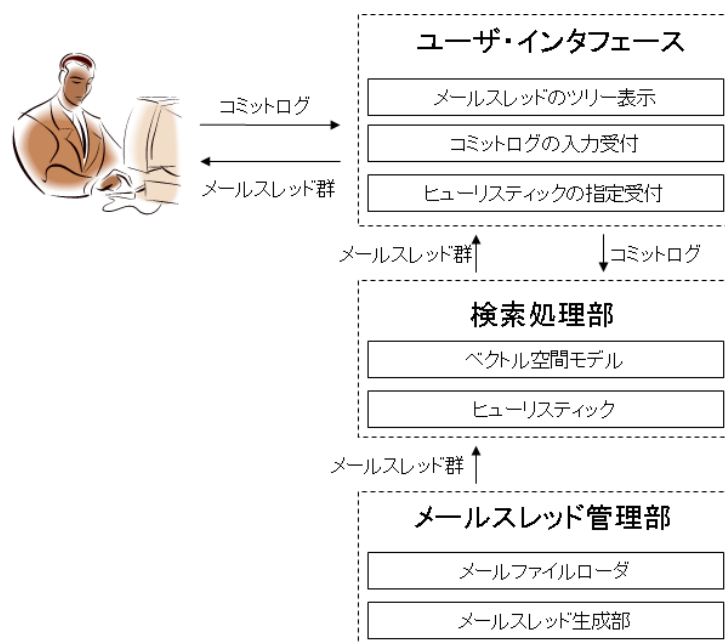 ユーザ・インタフェース
メールスレッドのツリー表示
コミットログの入力受付
ヒューリスティックの指定受付
コミットログ
メールスレッド群
メールスレッド群
コミットログ
検索処理部
ベクトル空間モデル
ヒューリスティック
メールスレッド群
メールスレッド管理部
メールファイルローダ
メールスレッド生成部